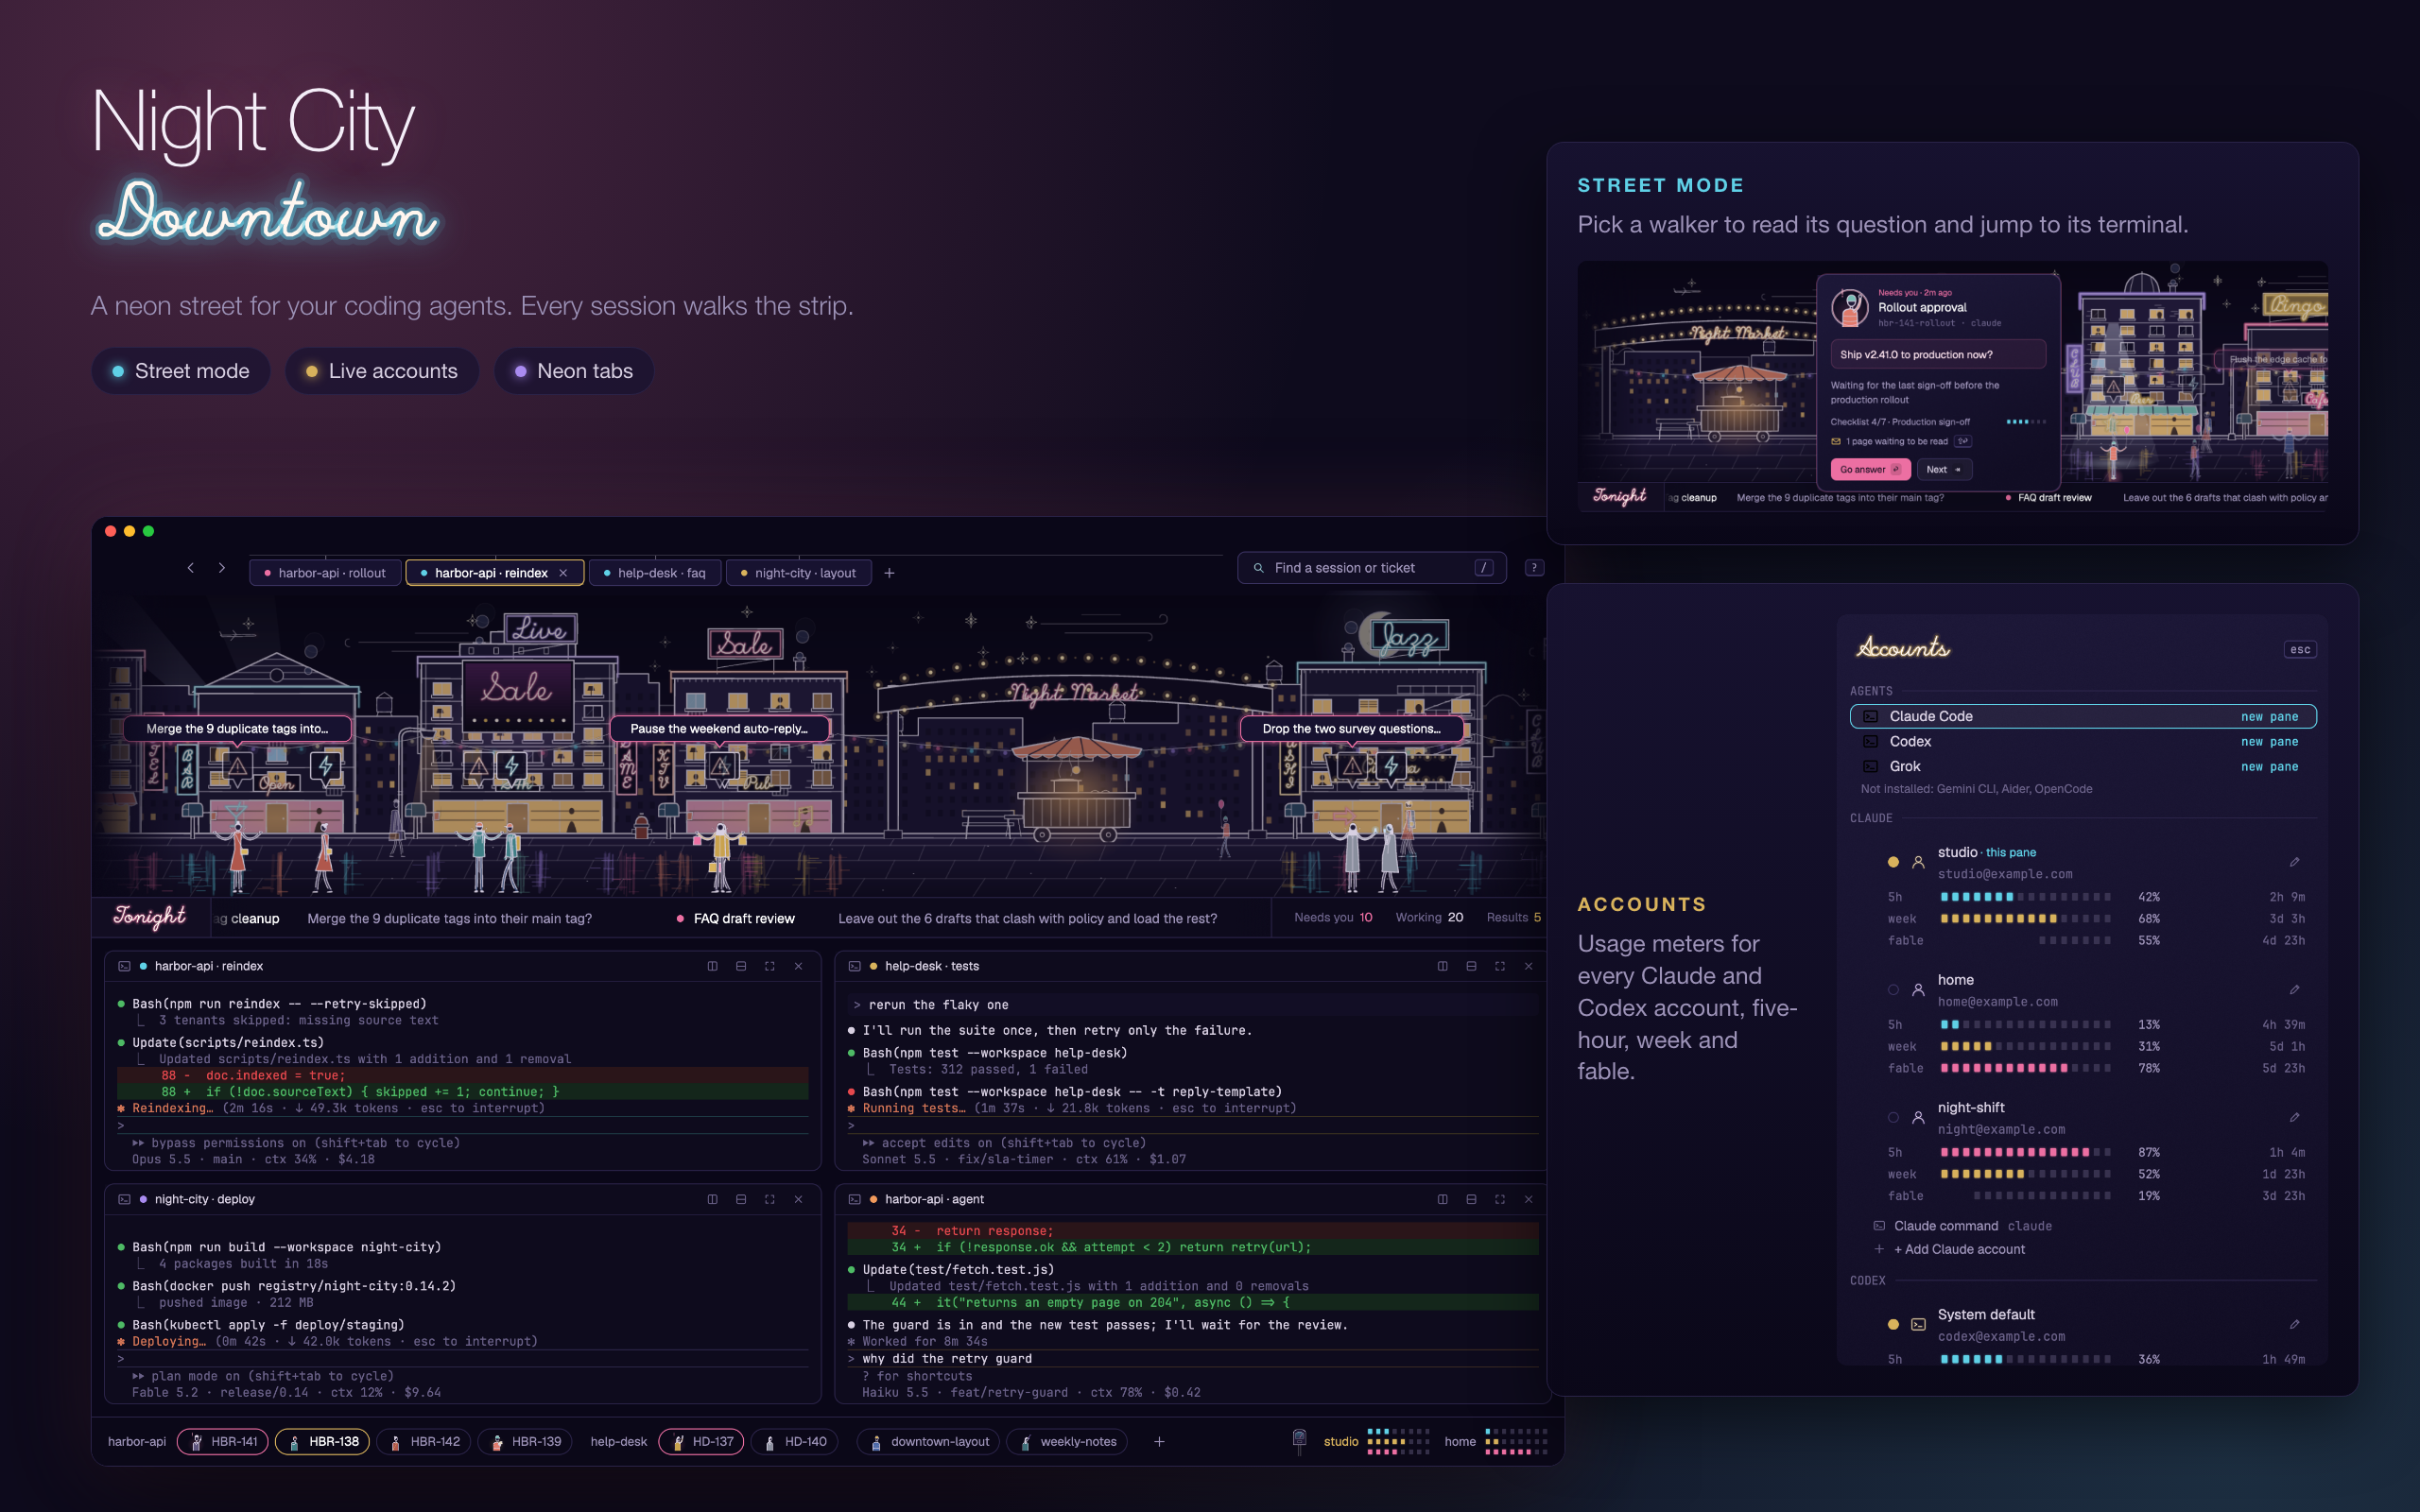 Night City
Downtown
A neon street for your coding agents. Every session walks the strip.
Street mode
Live accounts
Neon tabs
harbor-api · rollout
harbor-api · reindex
help-desk · faq
night-city · layout
Find a session or ticket
/
?
Live
Sale
Jazz
Sale
Night Market
Merge the 9 duplicate tags into...
Pause the weekend auto-reply...
Drop the two survey questions...
BAR
Open
Pub
Tonight
ag cleanup
Merge the 9 duplicate tags into their main tag?
FAQ draft review
Leave out the 6 drafts that clash with policy and load the rest?
Needs you 10
Working 20
Results 5
harbor-api · reindex
Bash(npm run reindex -- --retry-skipped)
3 tenants skipped: missing source text
Update(scripts/reindex.ts)
Updated scripts/reindex.ts with 1 addition and 1 removal
88 - doc.indexed = true;
88 + if (!doc.sourceText) { skipped += 1; continue; }
Reindexing… (2m 16s · ↓ 49.3k tokens · esc to interrupt)
>
bypass permissions on (shift+tab to cycle)
Opus 5.5 · main · ctx 34% · $4.18
help-desk · tests
> rerun the flaky one
I'll run the suite once, then retry only the failure.
Bash(npm test --workspace help-desk)
Tests: 312 passed, 1 failed
Bash(npm test --workspace help-desk -- -t reply-template)
Running tests… (1m 37s · ↓ 21.8k tokens · esc to interrupt)
>
accept edits on (shift+tab to cycle)
Sonnet 5.5 · fix/sla-timer · ctx 61% · $1.07
night-city · deploy
Bash(npm run build --workspace night-city)
4 packages built in 18s
Bash(docker push registry/night-city:0.14.2)
pushed image · 212 MB
Bash(kubectl apply -f deploy/staging)
Deploying… (0m 42s · ↓ 42.0k tokens · esc to interrupt)
>
plan mode on (shift+tab to cycle)
Fable 5.2 · release/0.14 · ctx 12% · $9.64
harbor-api · agent
34 - return response;
34 + if (!response.ok && attempt < 2) return retry(url);
Update(test/fetch.test.js)
Updated test/fetch.test.js with 1 addition and 0 removals
44 + it("returns an empty page on 204", async () => {
The guard is in and the new test passes; I'll wait for the review.
Worked for 8m 34s
> why did the retry guard
? for shortcuts
Haiku 5.5 · feat/retry-guard · ctx 78% · $0.42
harbor-api
HBR-141
HBR-138
HBR-142
HBR-139
help-desk
HD-137
HD-140
downtown-layout
weekly-notes
studio
home
STREET MODE
Pick a walker to read its question and jump to its terminal.
Night Market
Needs you · 2m ago
Rollout approval
hbr-141-rollout · claude
Ship v2.41.0 to production now?
Waiting for the last sign-off before the
production rollout
Checklist 4/7 · Production sign-off
1 page waiting to be read
Go answer
Next
Bingo
CLUB
Bar
Cafe
Flush the edge cache fo
Tonight
ag cleanup
Merge the 9 duplicate tags into their main tag?
FAQ draft review
Leave out the 6 drafts that clash with policy ar
ACCOUNTS
Usage meters for
every Claude and
Codex account, five-
hour, week and
fable.
Accounts
esc
AGENTS
Claude Code
new pane
Codex
new pane
Grok
new pane
Not installed: Gemini CLI, Aider, OpenCode
CLAUDE
studio · this pane
studio@example.com
5h 42% 2h 9m
week 68% 3d 3h
fable 55% 4d 23h
home
home@example.com
5h 13% 4h 39m
week 31% 5d 1h
fable 78% 5d 23h
night-shift
night@example.com
5h 87% 1h 4m
week 52% 1d 23h
fable 19% 3d 23h
Claude command claude
+ Add Claude account
CODEX
System default
codex@example.com
5h 36% 1h 49m